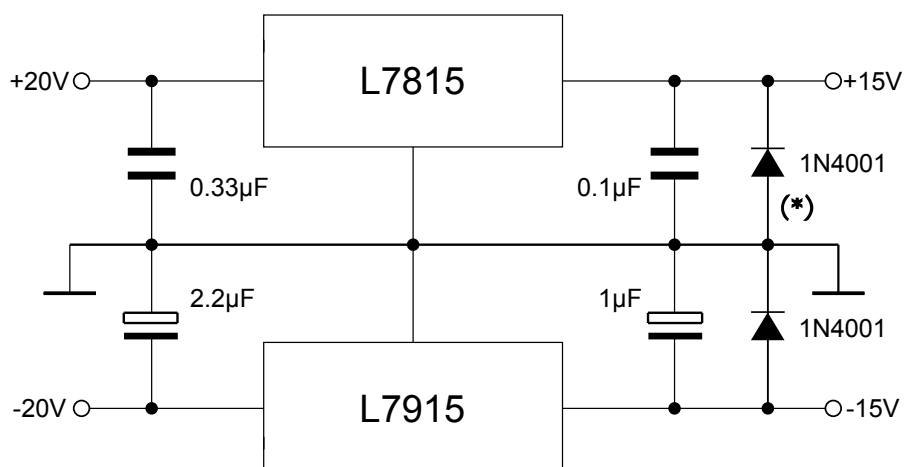 L7815
+20V
+15V
0.33µF
0.1µF
1N4001
(*)
2.2µF
1µF
1N4001
-20V
L7915
-15V